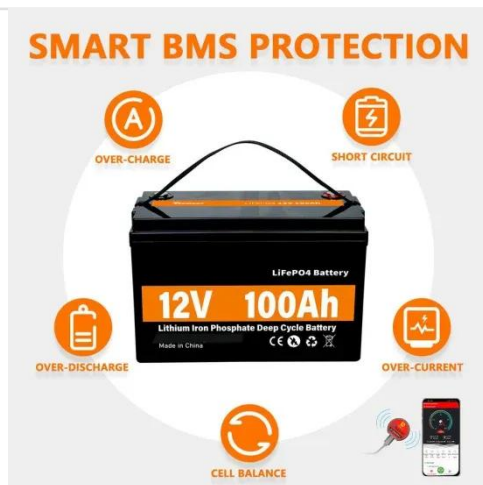 SMART BMS PROTECTION
OVER-CHARGE
SHORT CIRCUIT
LiFePO4 Battery
12V 100Ah
Lithium Iron Phosphate Deep Cycle Battery
Made in China
CE
OVER-DISCHARGE
OVER-CURRENT
CELL BALANCE